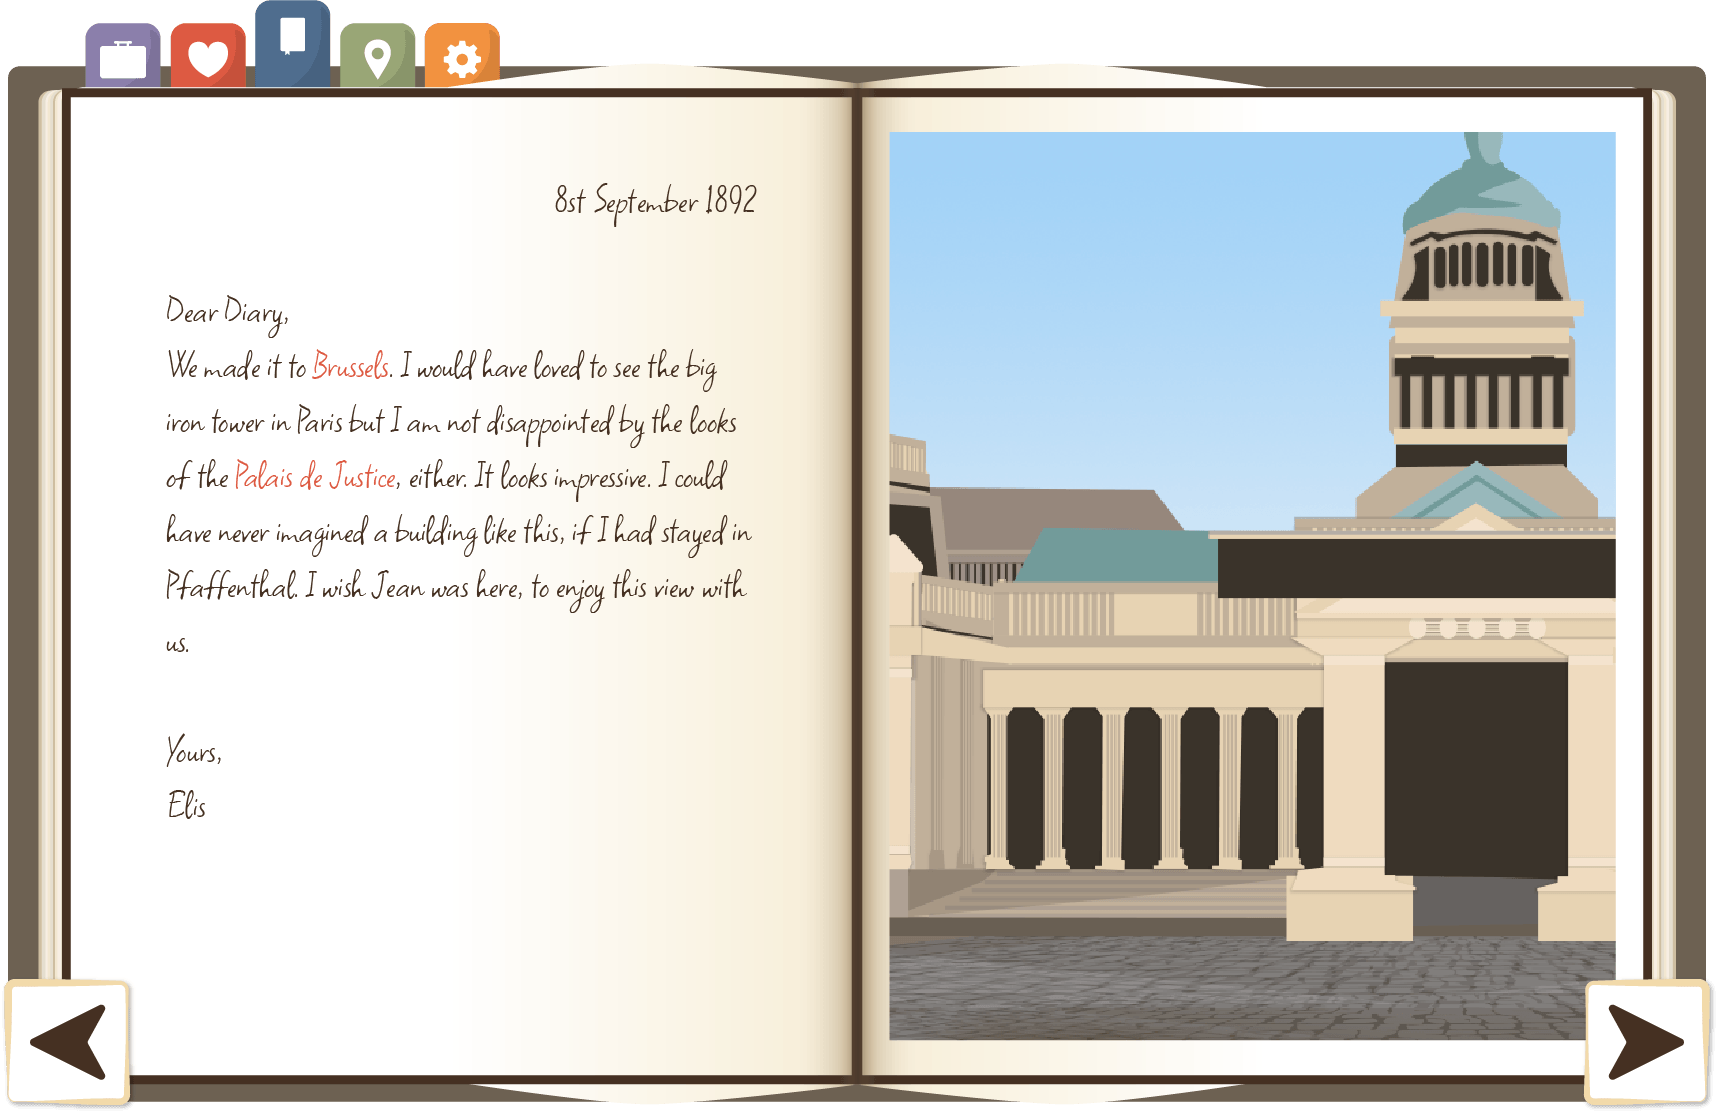 8st September 1892
Dear Diary,
We made it to Brussels. I would have loved to see the big
iron tower in Paris but I am not disappointed by the looks
of the Palais de Justice, either. It looks impressive. I could
have never imagined a building like this, if I had stayed in
Pfaffenthal. I wish Jean was here, to enjoy this view with
us.
Yours,
Elis